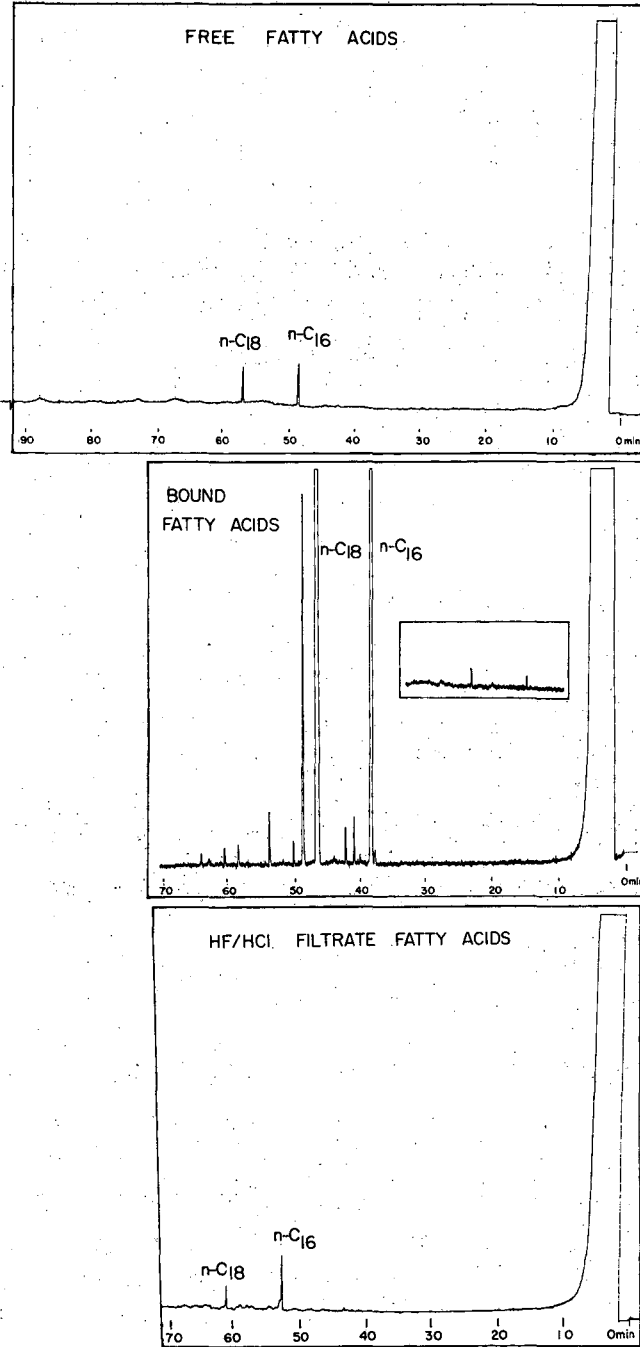 FREE FATTY ACIDS
n-C18 n-C16
90 80 70 60 50 40 30 20 10 0min
BOUND
FATTY ACIDS
n-C18 n-C16
70 60 50 40 30 20 10 0min
HF/HCl FILTRATE FATTY ACIDS
n-C16
n-C18
70 60 50 40 30 20 10 0min